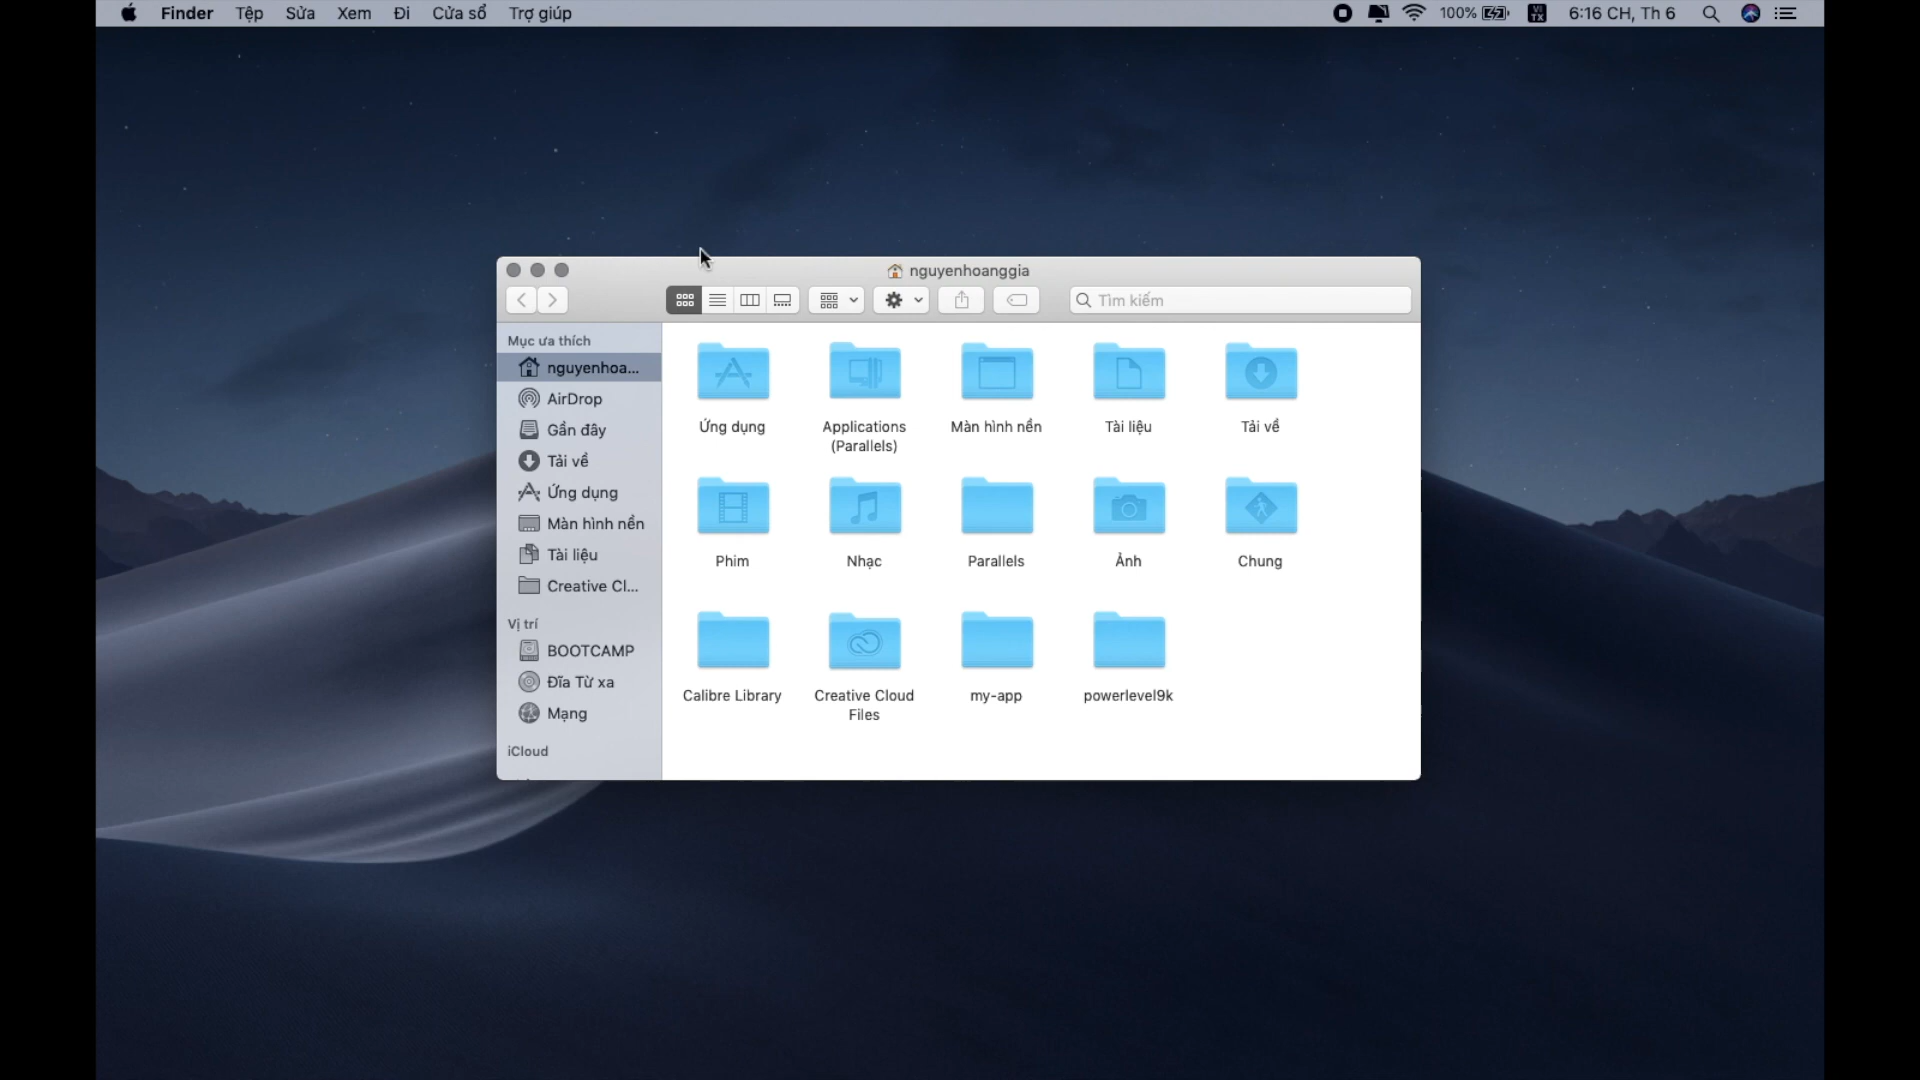 Finder Tệp Sửa Xem Đi Cửa sổ Trợ giúp 100% VI TX 6:16 CH, Th 6
nguyenhoanggia
Tìm kiếm
Mục ưa thích
nguyenhoa...
AirDrop
Gần đây
Tải về
Ứng dụng
Màn hình nền
Tài liệu
Creative Cl...
Vị trí
BOOTCAMP
Đĩa Từ xa
Mạng
iCloud
Ứng dụng
Applications
(Parallels)
Màn hình nền
Tài liệu
Tải về
Phim
Nhạc
Parallels
Ảnh
Chung
Calibre Library
Creative Cloud
Files
my-app
powerlevel9k